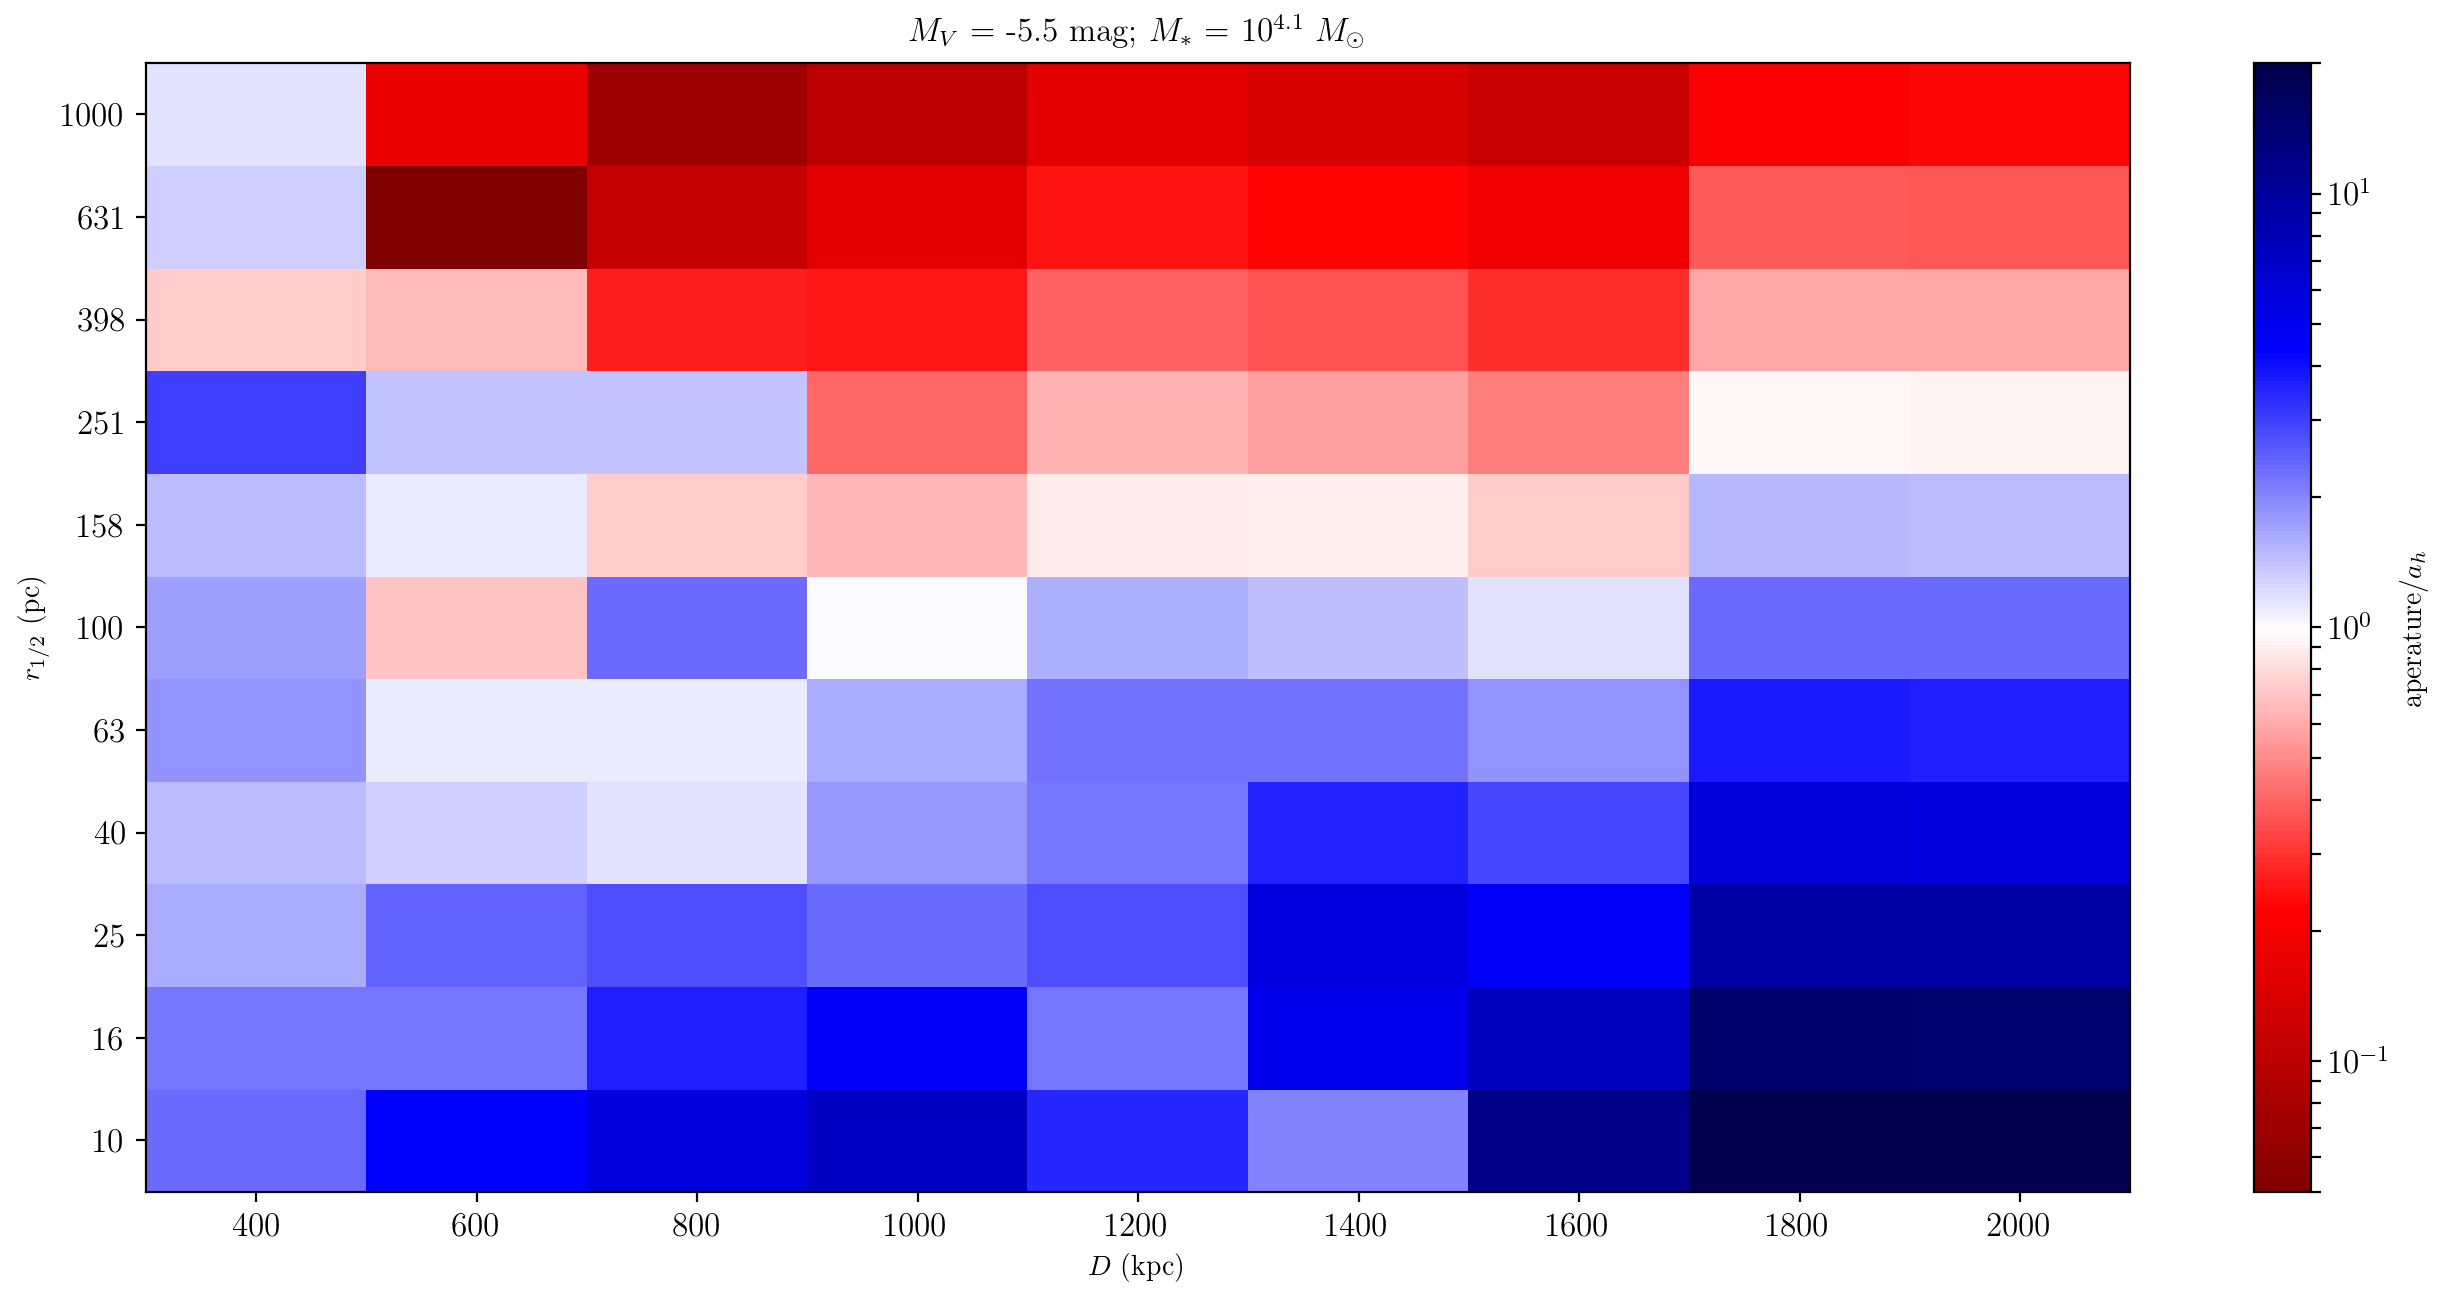 M_V = -5.5 mag; M_* = 10^{4.1} M_⊙
1000
631
398
251
158
100
63
40
25
16
10
r_{1/2} (pc)
400 600 800 1000 1200 1400 1600 1800 2000
D (kpc)
10^1
10^0
10^{-1}
aperature/a_h